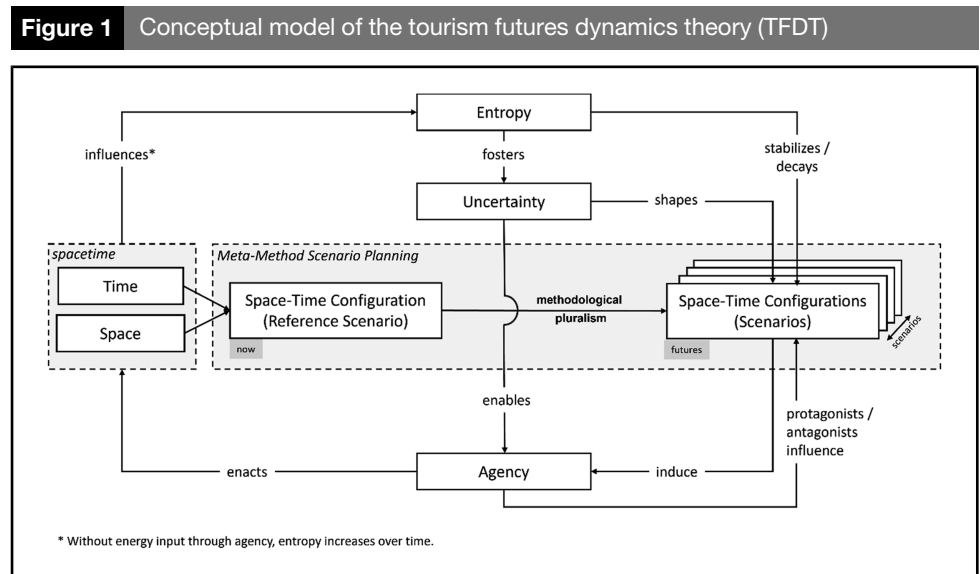 Figure 1 Conceptual model of the tourism futures dynamics theory (TFDT)
Entropy
influences*
fosters
stabilizes /
decays
Uncertainty
shapes
spacetime
Meta-Method Scenario Planning
Time
Space
Space-Time Configuration
(Reference Scenario)
now
methodological
pluralism
Space-Time Configurations
(Scenarios)
futures
scenarios
enables
protagonists /
antagonists
influence
enacts
Agency
induce
* Without energy input through agency, entropy increases over time.